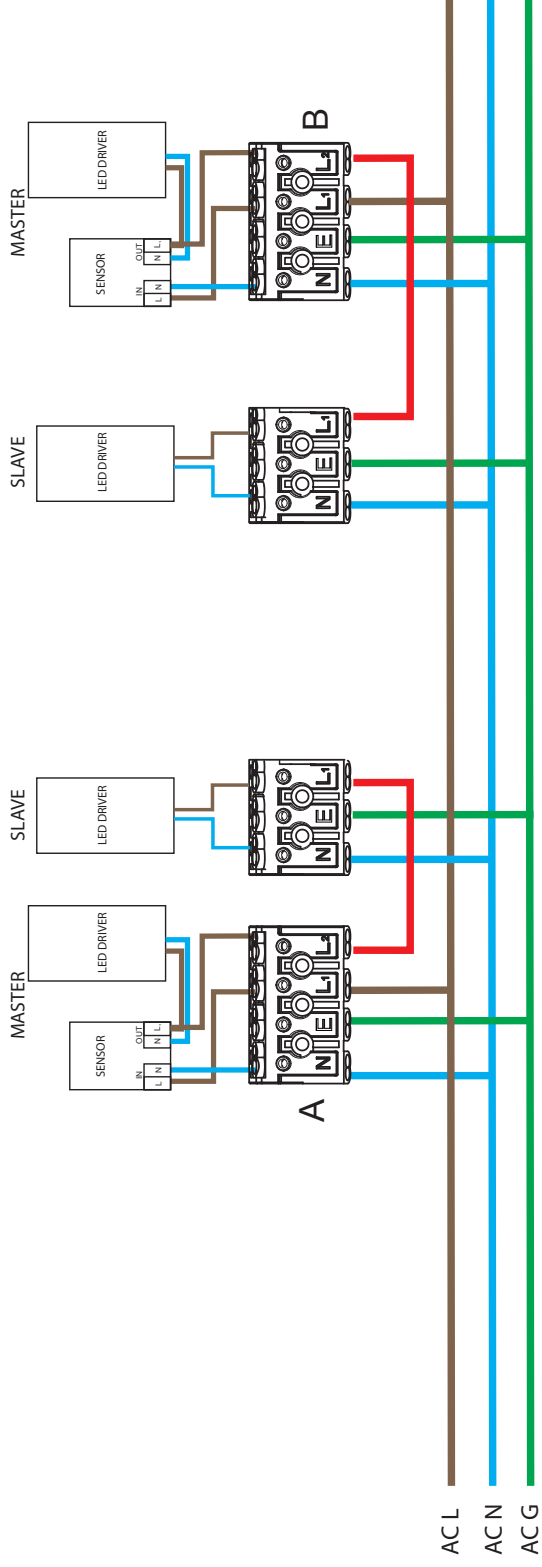 MASTER
LED DRIVER
SENSOR
IN OUT
L N N L,
A
N E L1 L2
SLAVE
LED DRIVER
N E L1
SLAVE
LED DRIVER
N E L1
MASTER
LED DRIVER
SENSOR
IN OUT
L N N L,
N E L1 L2
B
AC L
AC N
AC G